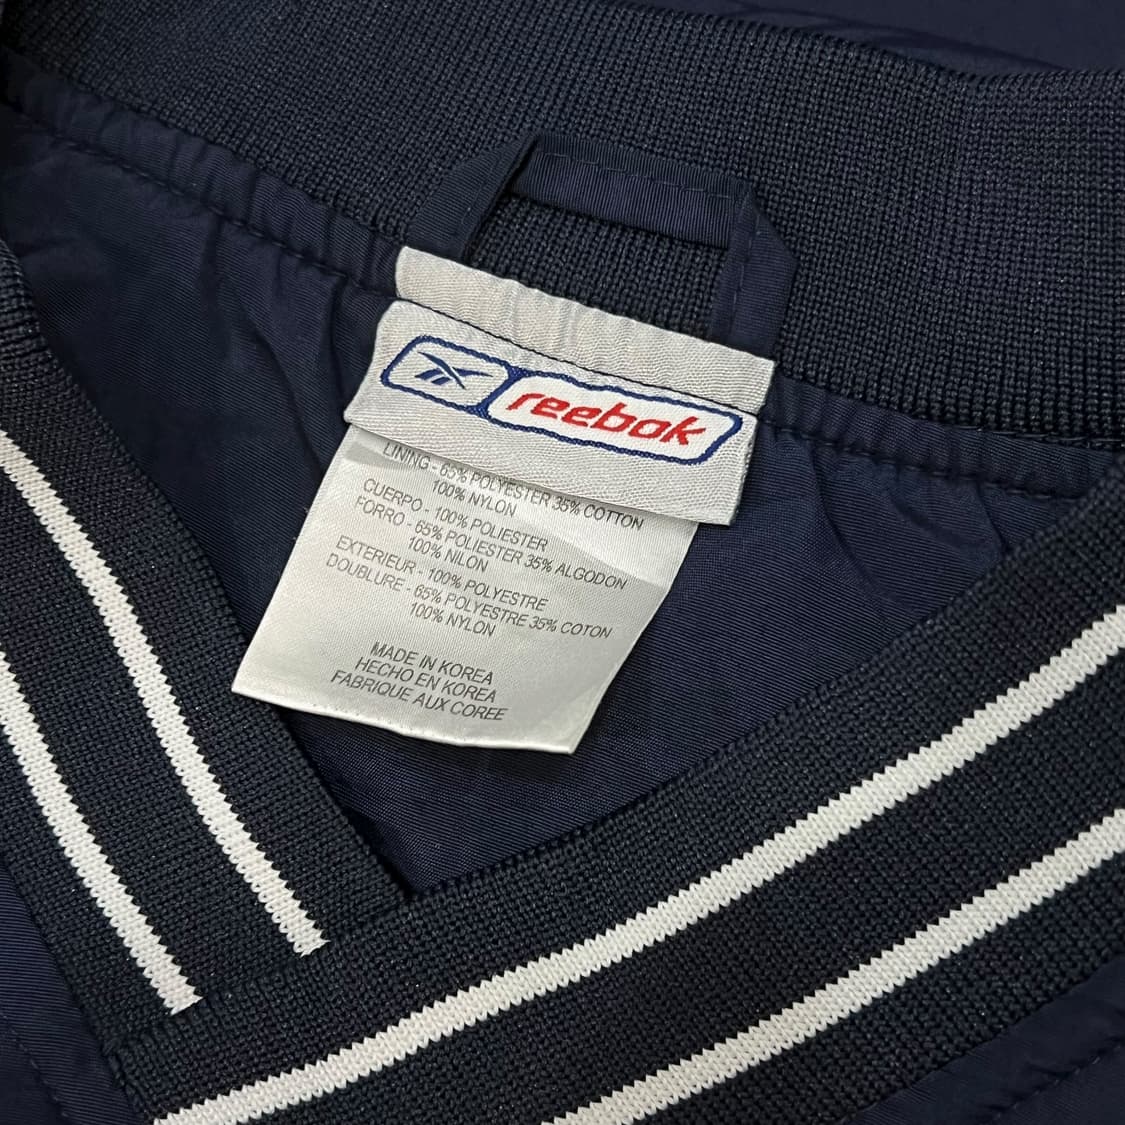 reebok
LINING - 65% POLYESTER 35% COTTON
100% NYLON
CUERPO - 100% POLIESTER
FORRO - 65% POLIESTER 35% ALGODON
100% NILON
EXTERIEUR - 100% POLYESTRE
DOUBLURE - 65% POLYESTRE 35% COTON
100% NYLON
MADE IN KOREA
HECHO EN KOREA
FABRIQUE AUX COREE